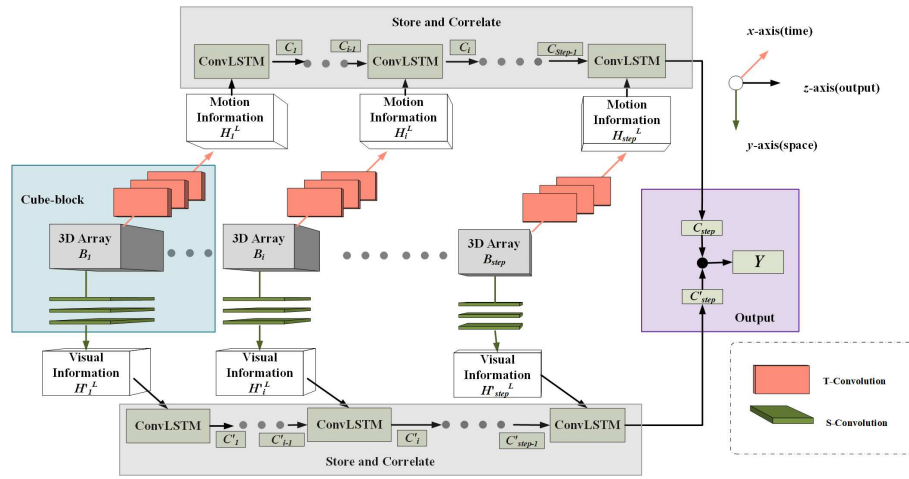 Store and Correlate
C1
Ci-1
Ci
CStep-1
ConvLSTM
ConvLSTM
ConvLSTM
x-axis(time)
z-axis(output)
y-axis(space)
Motion
Information
H1L
Motion
Information
HiL
Motion
Information
HstepL
Cube-block
3D Array
B1
3D Array
Bi
3D Array
Bstep
Cstep
Y
C'step
Output
Visual
Information
H'1L
Visual
Information
H'iL
Visual
Information
H'stepL
T-Convolution
S-Convolution
ConvLSTM
ConvLSTM
ConvLSTM
C'1
C'i-1
C'i
C'step-1
Store and Correlate